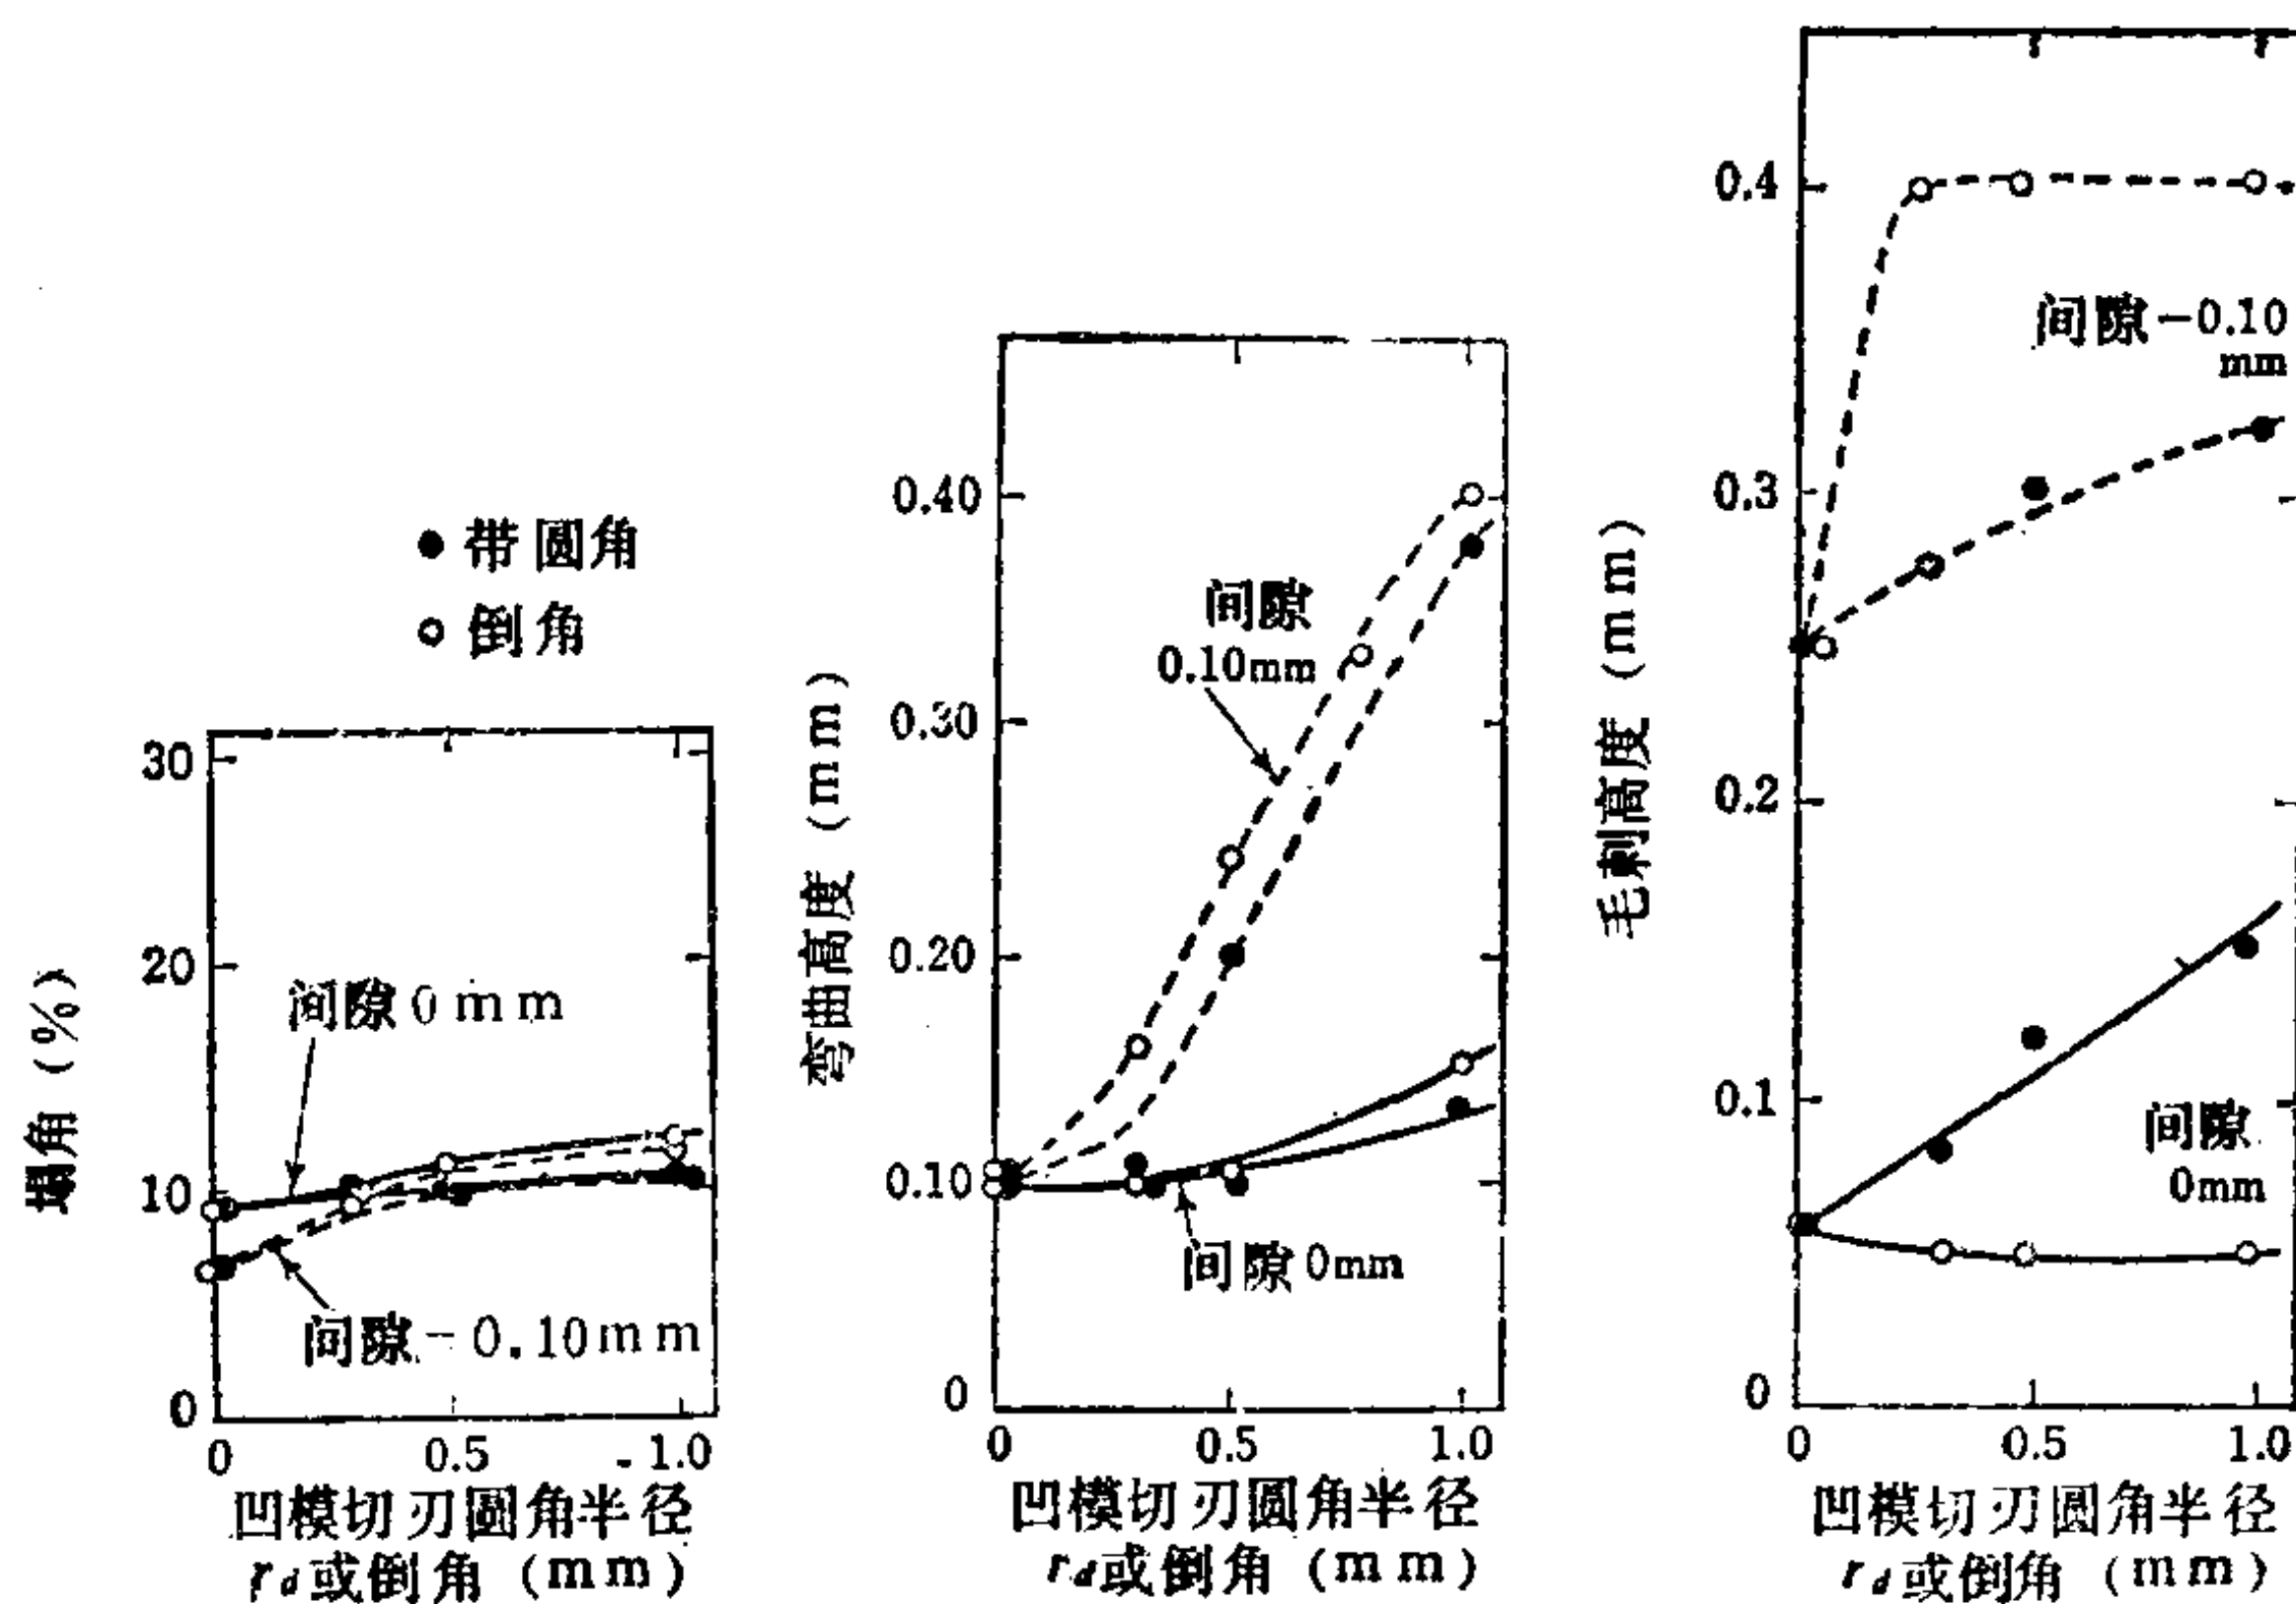 ● 带圆角
○ 倒角
塌角 (%)
30
20
10
0
间隙 0 mm
间隙-0.10mm
0 0.5 1.0
凹模切刃圆角半径
rd或倒角 (mm)
弯曲高度 (mm)
0.40
0.30
0.20
0.10
0
间隙
0.10mm
间隙 0mm
0 0.5 1.0
凹模切刃圆角半径
rd或倒角 (mm)
毛刺高度 (mm)
0.4
0.3
0.2
0.1
0
间隙-0.10
mm
间隙
0mm
0 0.5 1.0
凹模切刃圆角半径
rd或倒角 (mm)